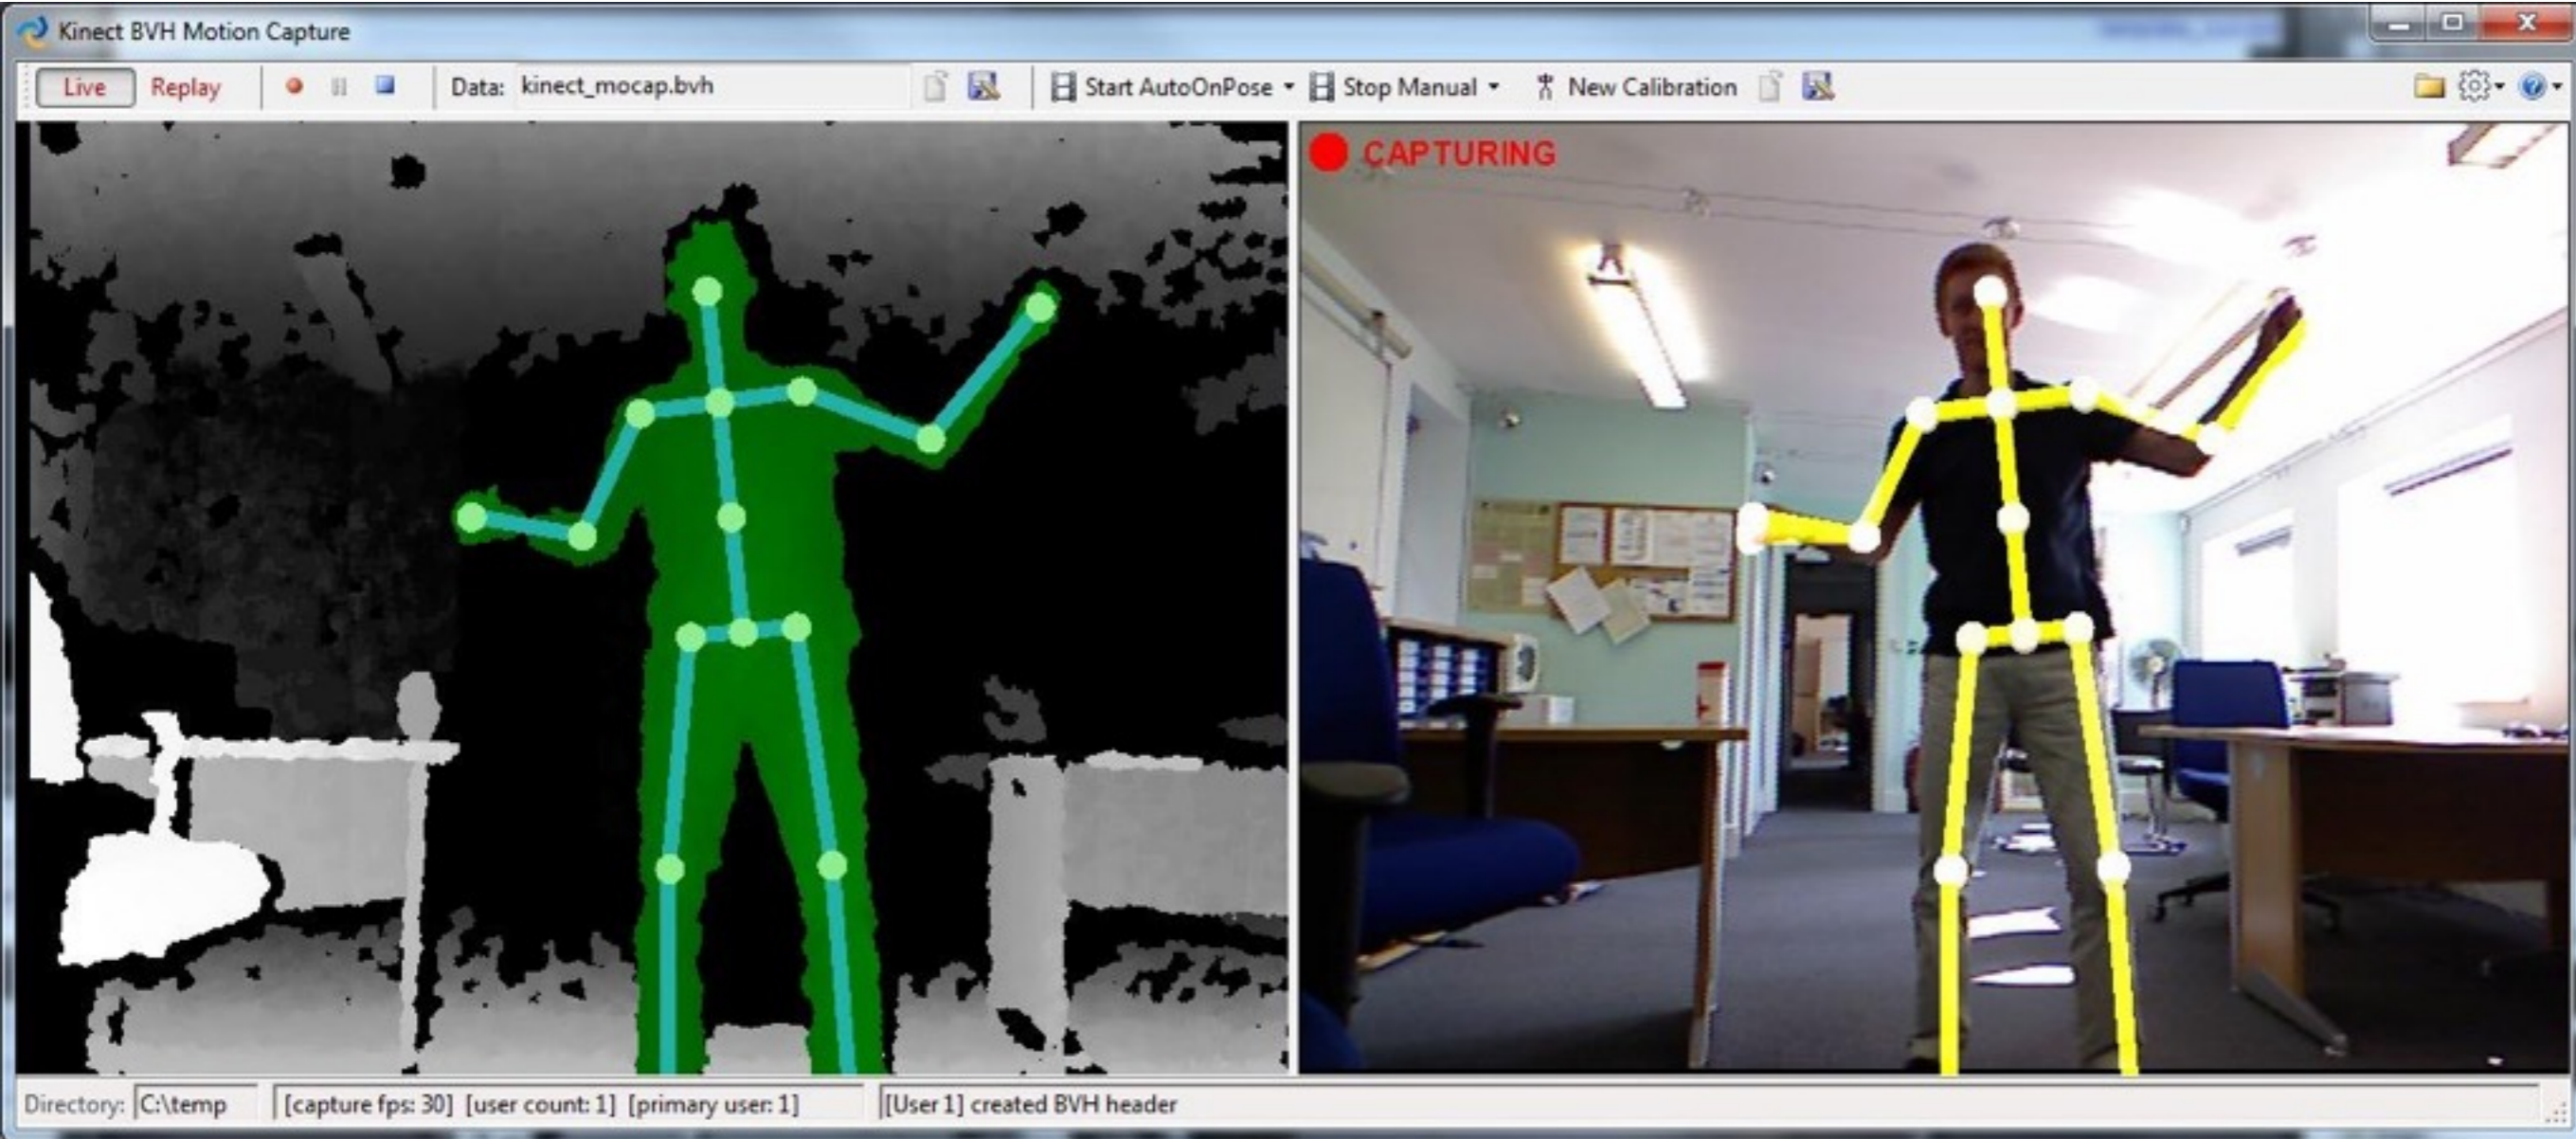 Kinect BVH Motion Capture
Live Replay Data: kinect_mocap.bvh Start AutoOnPose Stop Manual New Calibration
CAPTURING
Directory: C:\temp [capture fps: 30] [user count: 1] [primary user: 1] [User 1] created BVH header